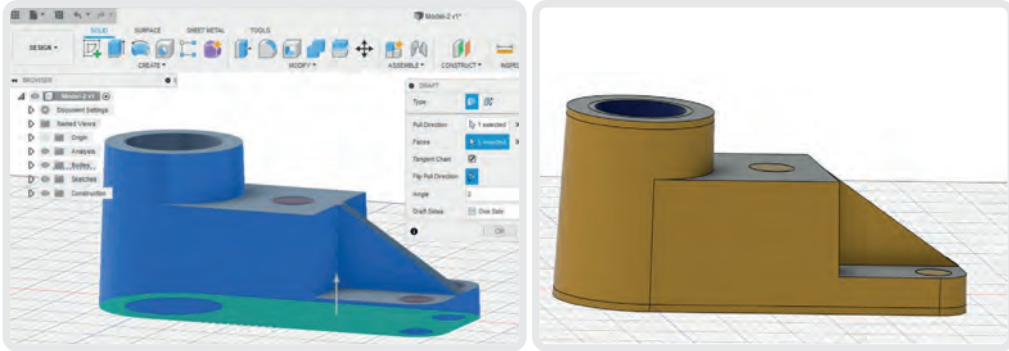 Model-2 v1*
SOLID SURFACE SHEET METAL TOOLS
DESIGN
CREATE MODIFY ASSEMBLE CONSTRUCT INSPE
BROWSER
Model-2 v1
Document Settings
Named Views
Origin
Analysis
Bodies
Sketches
Construction
DRAFT
Type
Pull Direction 1 selected
Faces selected
Tangent Chain
Flip Pull Direction
Angle
Draft Sides One Side
OK